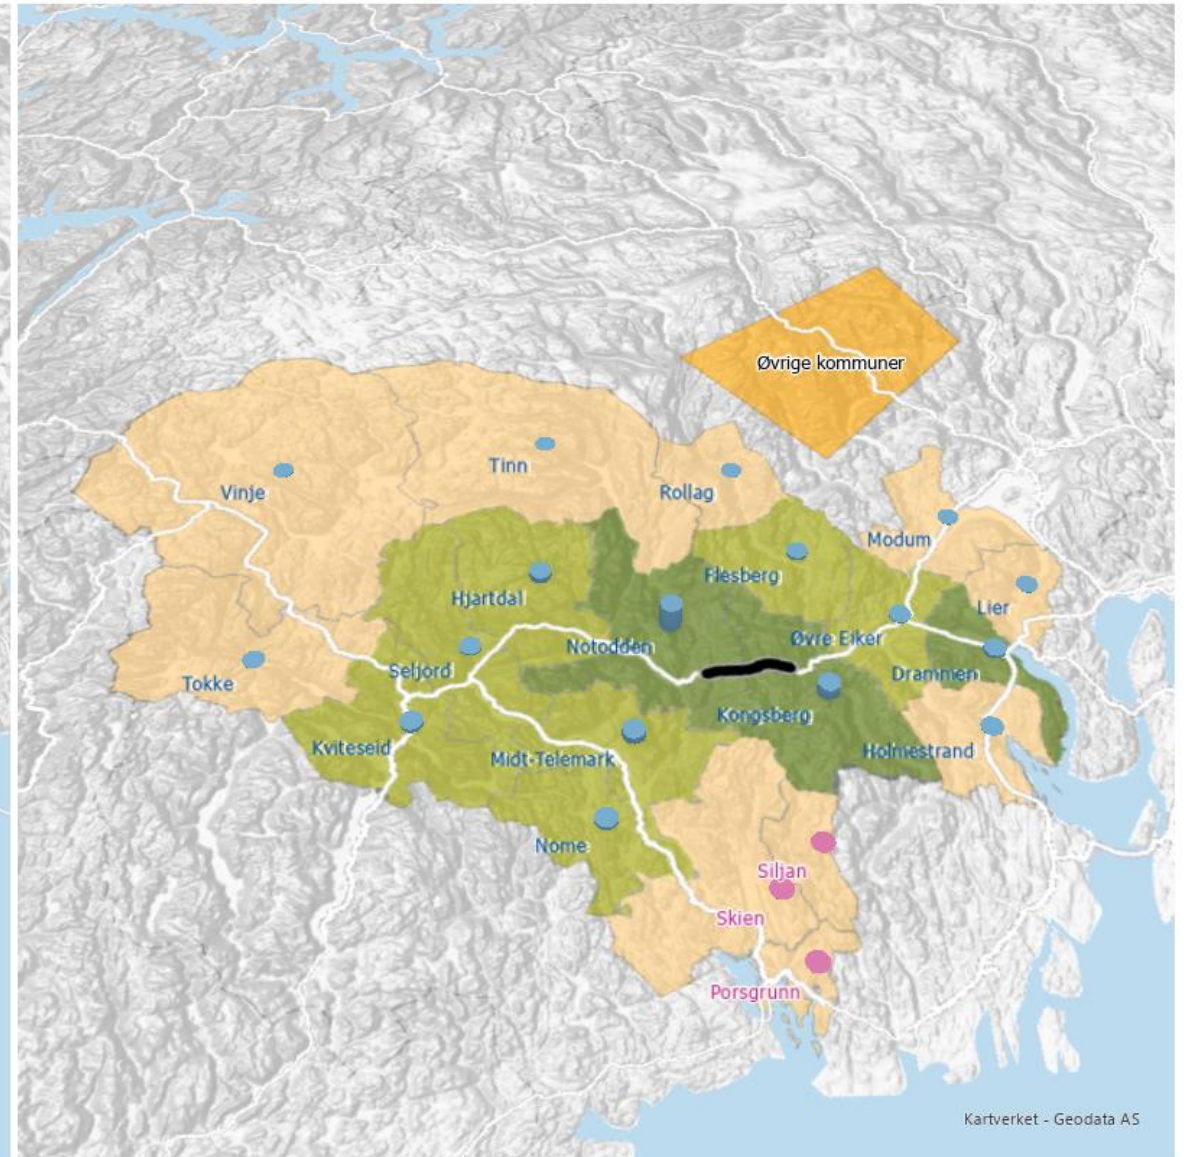 Øvrige kommuner
Tinn
Vinje
Rollag
Modum
Flesberg
Hjartdal
Lier
Øvre Eiker
Notodden
Seljord
Drammen
Tokke
Kongsberg
Kviteseid
Holmestrand
Midt-Telemark
Nome
Siljan
Skien
Porsgrunn
Kartverket - Geodata AS